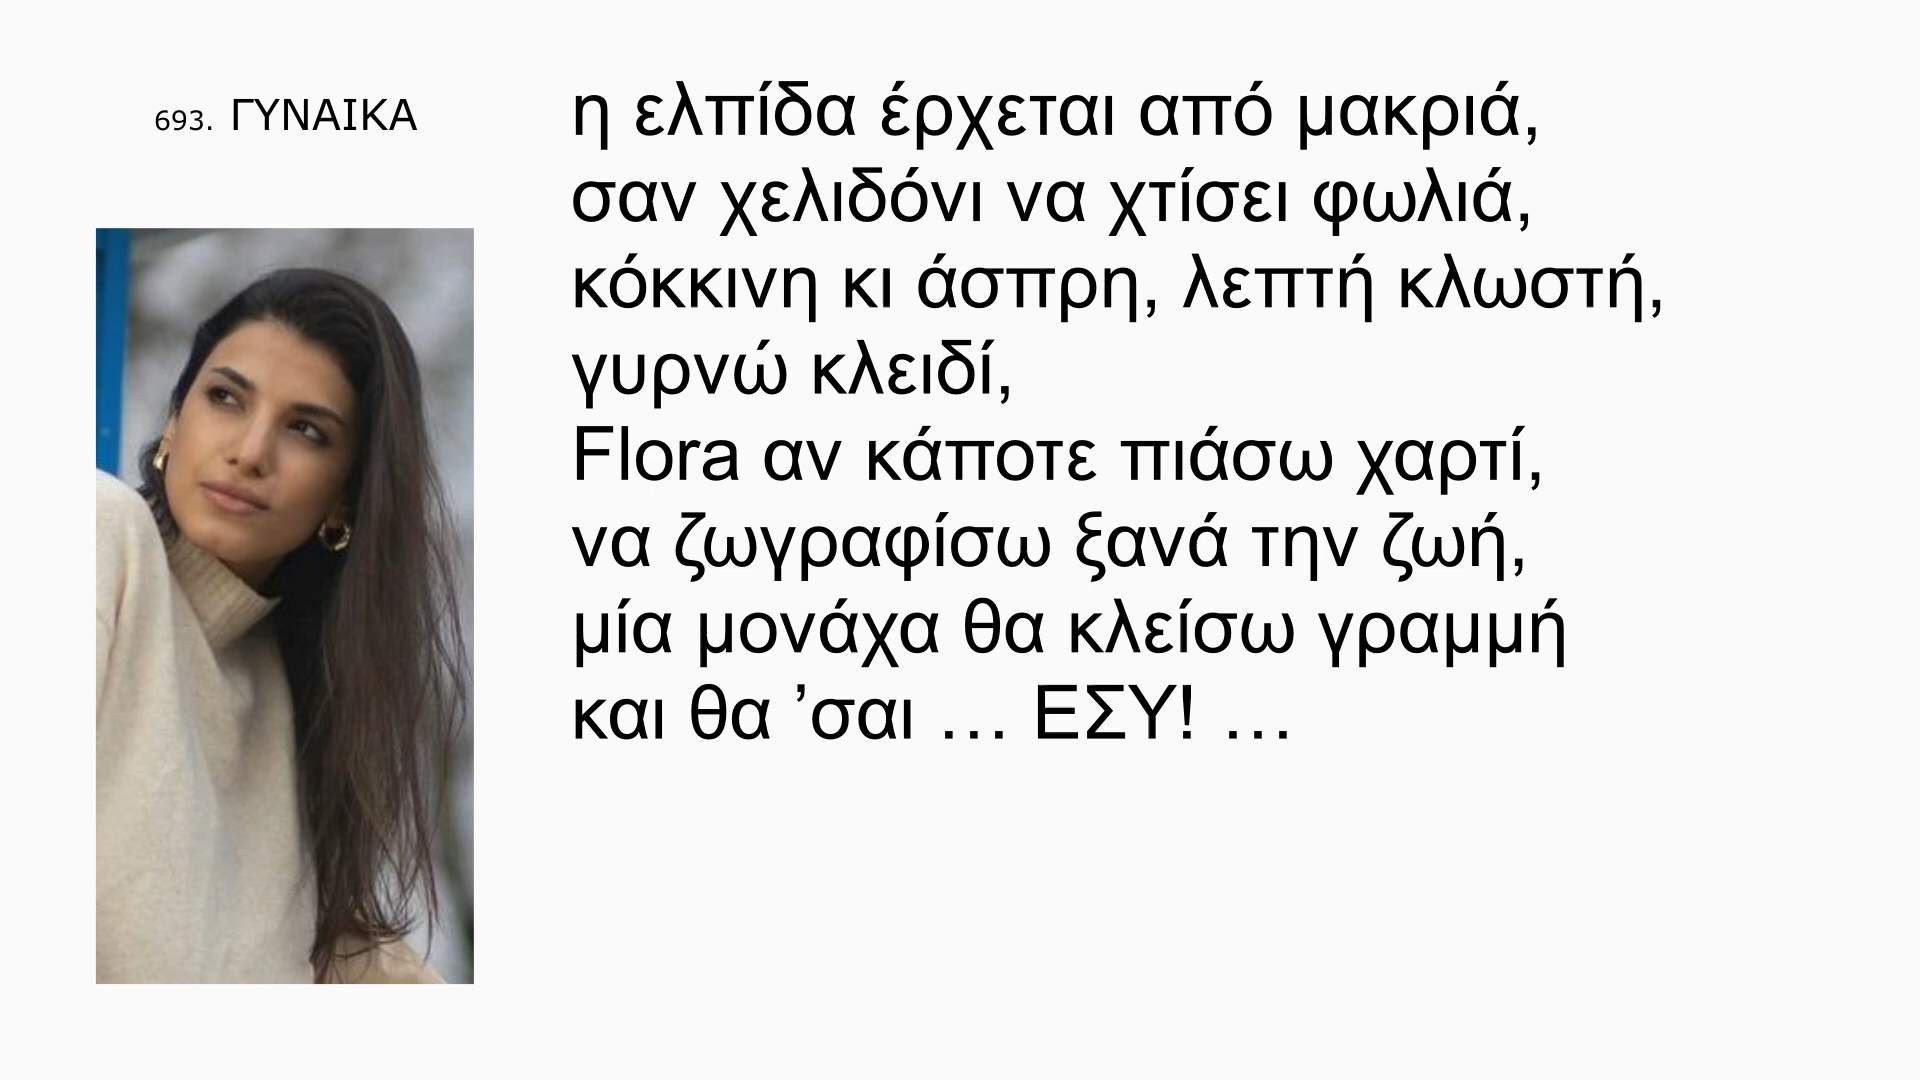 693. ΓΥΝΑΙΚΑ
η ελπίδα έρχεται από μακριά,
σαν χελιδόνι να χτίσει φωλιά,
κόκκινη κι άσπρη, λεπτή κλωστή,
γυρνώ κλειδί,
Flora αν κάποτε πιάσω χαρτί,
να ζωγραφίσω ξανά την ζωή,
μία μονάχα θα κλείσω γραμμή
και θα ’σαι … ΕΣΥ! …